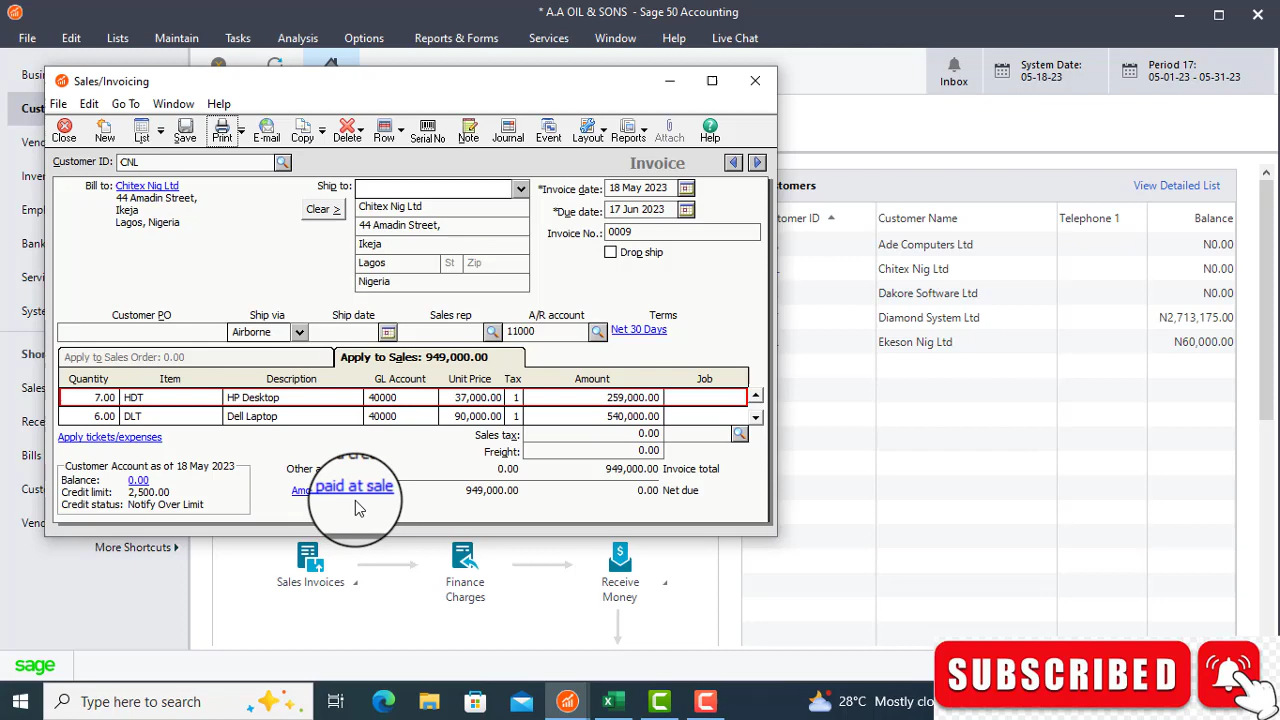 * A.A OIL & SONS - Sage 50 Accounting
File Edit Lists Maintain Tasks Analysis Options Reports & Forms Services Window Help Live Chat
Inbox
System Date:
05-18-23
Period 17:
05-01-23 - 05-31-23
Sales/Invoicing
File Edit Go To Window Help
Close New List Save Print E-mail Copy Delete Row Serial No Note Journal Event Layout Reports Attach Help
Customer ID: CNL
Invoice
Bill to: Chitex Nig Ltd
44 Amadin Street,
Ikeja
Lagos, Nigeria
Ship to:
Clear >
Chitex Nig Ltd
44 Amadin Street,
Ikeja
Lagos St Zip
Nigeria
*Invoice date: 18 May 2023
*Due date: 17 Jun 2023
Invoice No.: 0009
Drop ship
Customer PO Ship via Ship date Sales rep A/R account Terms
Airborne 11000 Net 30 Days
Apply to Sales Order: 0.00 Apply to Sales: 949,000.00
Quantity Item Description GL Account Unit Price Tax Amount Job
7.00 HDT HP Desktop 40000 37,000.00 1 259,000.00
6.00 DLT Dell Laptop 40000 90,000.00 1 540,000.00
Apply tickets/expenses
Sales tax: 0.00
Freight: 0.00
0.00 949,000.00 Invoice total
paid at sale 949,000.00 0.00 Net due
Customer Account as of 18 May 2023
Balance: 0.00
Credit limit: 2,500.00
Credit status: Notify Over Limit
View Detailed List
Customer Name Telephone 1 Balance
Ade Computers Ltd N0.00
Chitex Nig Ltd N0.00
Dakore Software Ltd N0.00
Diamond System Ltd N2,713,175.00
Ekeson Nig Ltd N60,000.00
More Shortcuts
Sales Invoices
Finance
Charges
Receive
Money
sage
SUBSCRIBED
Type here to search
28°C Mostly clo